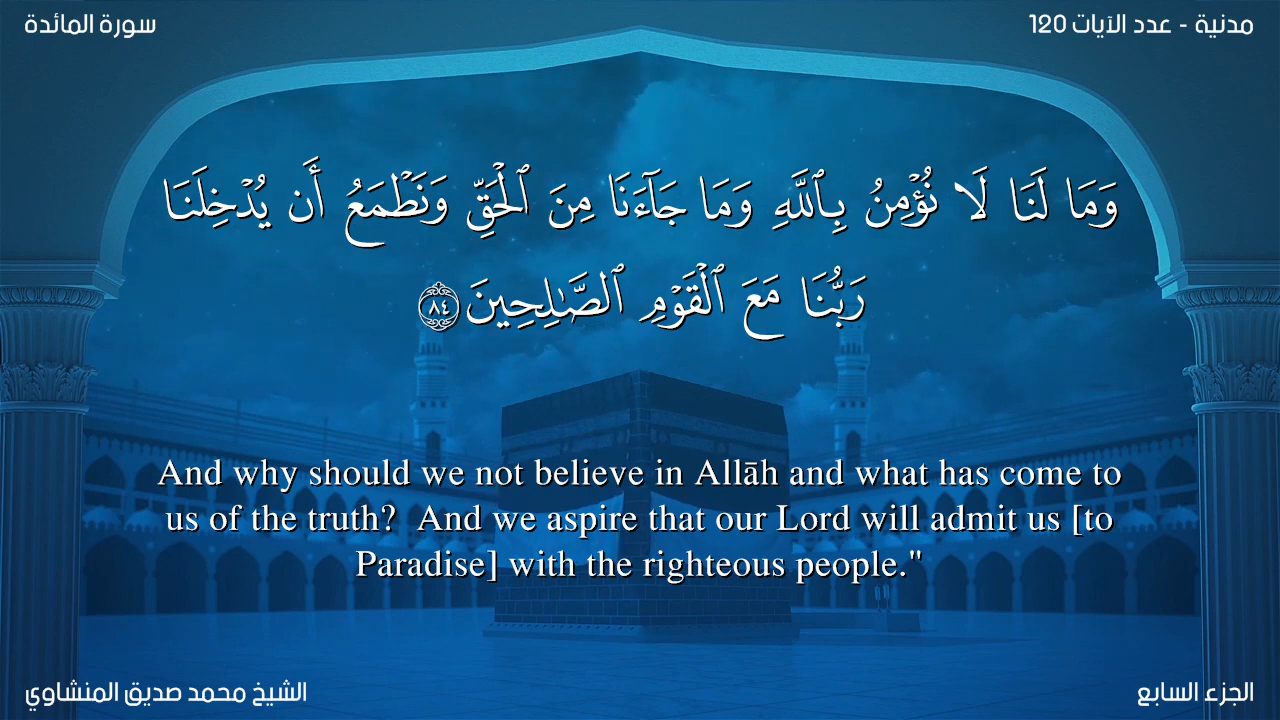 سورة المائدة
مدنية - عدد الآيات 120
وَمَا لَنَا لَا نُؤۡمِنُ بِٱللَّهِ وَمَا جَآءَنَا مِنَ ٱلۡحَقِّ وَنَطۡمَعُ أَن يُدۡخِلَنَا
رَبُّنَا مَعَ ٱلۡقَوۡمِ ٱلصَّٰلِحِينَ ٨٤
And why should we not believe in Allāh and what has come to
us of the truth?  And we aspire that our Lord will admit us [to
Paradise] with the righteous people."
الشيخ محمد صديق المنشاوي
الجزء السابع